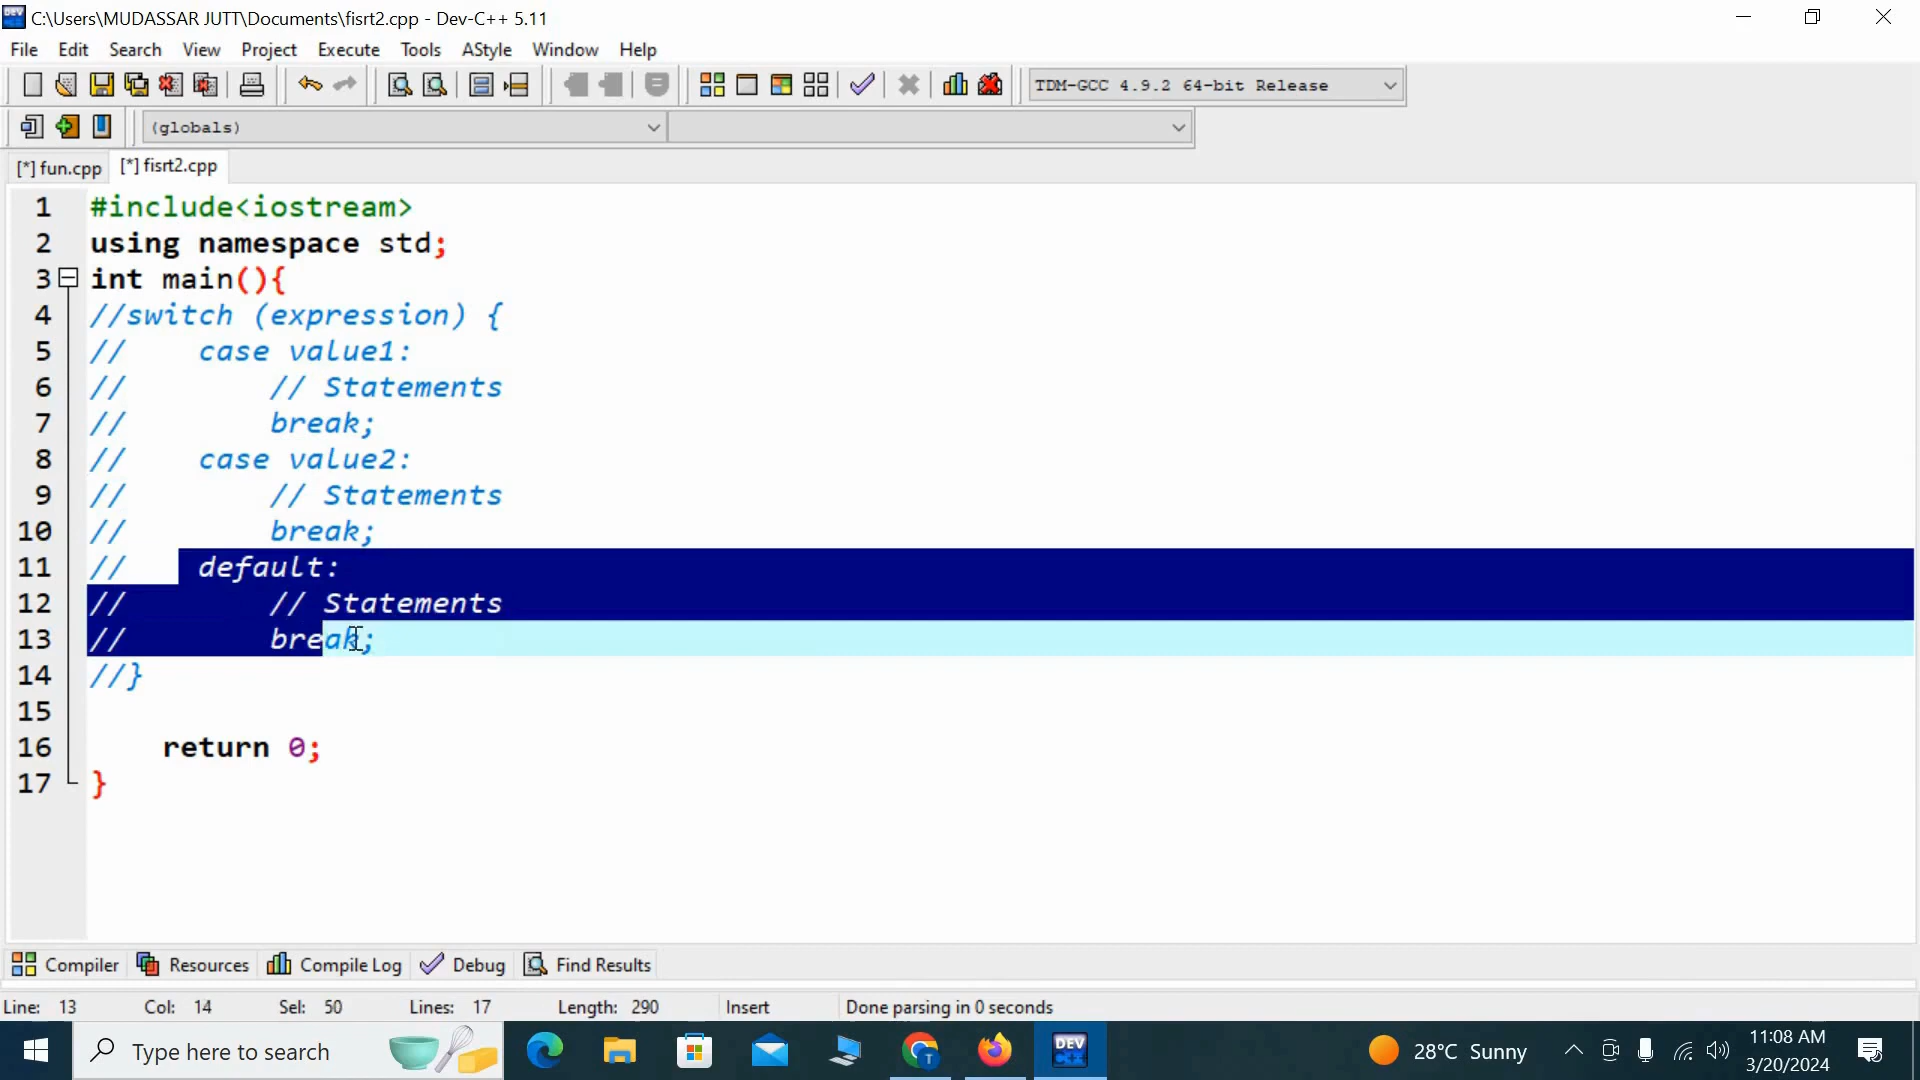 C:\Users\MUDASSAR JUTT\Documents\fisrt2.cpp - Dev-C++ 5.11
File Edit Search View Project Execute Tools AStyle Window Help
TDM-GCC 4.9.2 64-bit Release
(globals)
[*] fun.cpp [*] fisrt2.cpp
1 #include<iostream>
2 using namespace std;
3 int main(){
4 //switch (expression) {
5 // case value1:
6 // // Statements
7 // break;
8 // case value2:
9 // // Statements
10 // break;
11 // default:
12 // // Statements
13 // break;
14 //}
15
16 return 0;
17 }
Compiler Resources Compile Log Debug Find Results
Line: 13 Col: 14 Sel: 50 Lines: 17 Length: 290 Insert Done parsing in 0 seconds
Type here to search
DEV C++
28°C Sunny
11:08 AM
3/20/2024